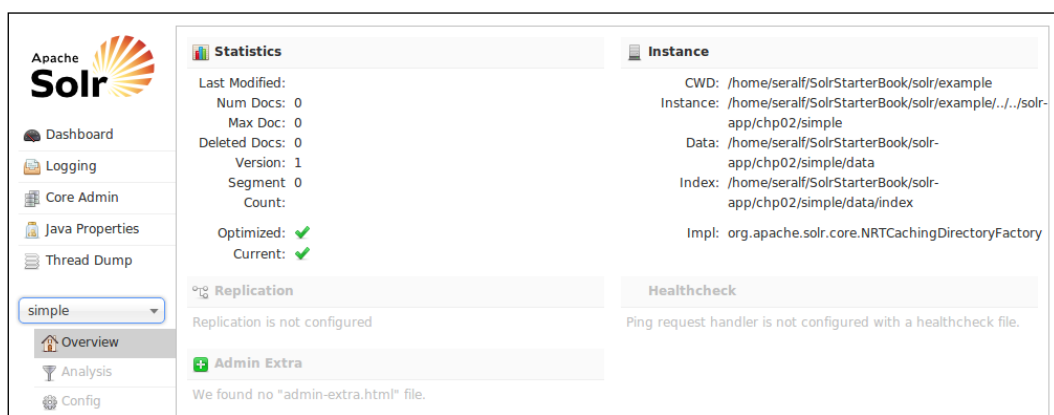 Apache
Solr
Dashboard
Logging
Core Admin
Java Properties
Thread Dump
simple
Overview
Analysis
Config
Statistics
Last Modified:
Num Docs: 0
Max Doc: 0
Deleted Docs: 0
Version: 1
Segment 0
Count:
Optimized:
Current:
Replication
Replication is not configured
Admin Extra
We found no "admin-extra.html" file.
Instance
CWD: /home/seralf/SolrStarterBook/solr/example
Instance: /home/seralf/SolrStarterBook/solr/example/../../solr-
app/chp02/simple
Data: /home/seralf/SolrStarterBook/solr-
app/chp02/simple/data
Index: /home/seralf/SolrStarterBook/solr-
app/chp02/simple/data/index
Impl: org.apache.solr.core.NRTCachingDirectoryFactory
Healthcheck
Ping request handler is not configured with a healthcheck file.